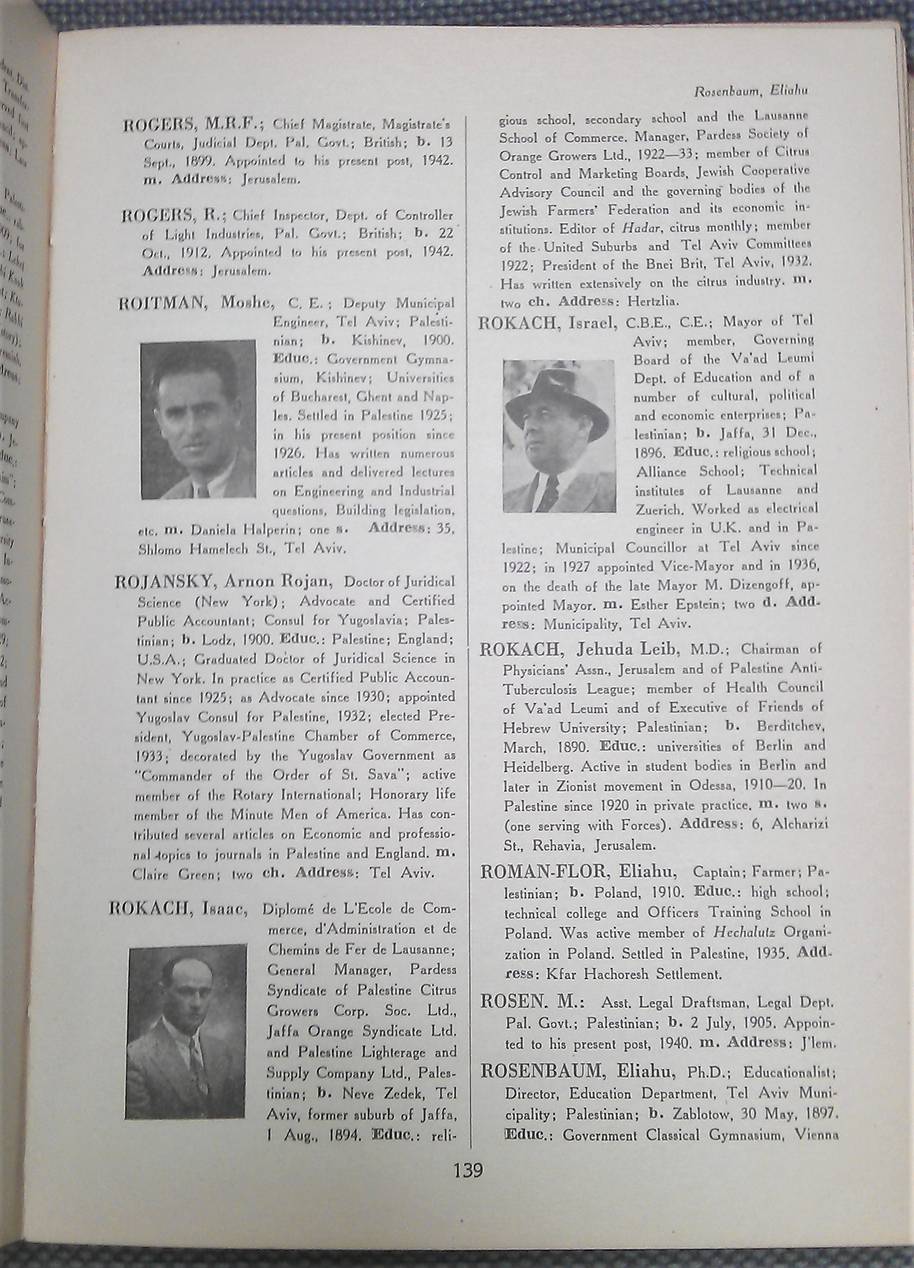 Rosenbaum, Eliahu
ROGERS, M.R.F.; Chief Magistrate, Magistrate's
Courts, Judicial Dept. Pal. Govt.; British; b. 13
Sept., 1899. Appointed to his present post, 1942.
m. Address: Jerusalem.
ROGERS, R.; Chief Inspector, Dept. of Controller
of Light Industries, Pal. Govt.; British; b. 22
Oct., 1912. Appointed to his present post, 1942.
Address: Jerusalem.
ROITMAN, Moshe, C. E.; Deputy Municipal
Engineer, Tel Aviv; Palesti-
nian; b. Kishinev, 1900.
Educ.: Government Gymna-
sium, Kishinev; Universities
of Bucharest, Ghent and Nap-
les. Settled in Palestine 1925;
in his present position since
1926. Has written numerous
articles and delivered lectures
on Engineering and Industrial
questions, Building legislation,
etc. m. Daniela Halperin; one s. Address: 35,
Shlomo Hamelech St., Tel Aviv.
ROJANSKY, Arnon Rojan, Doctor of Juridical
Science (New York); Advocate and Certified
Public Accountant; Consul for Yugoslavia; Pales-
tinian; b. Lodz, 1900. Educ.: Palestine; England;
U.S.A.; Graduated Doctor of Juridical Science in
New York. In practice as Certified Public Accoun-
tant since 1925; as Advocate since 1930; appointed
Yugoslav Consul for Palestine, 1932; elected Pre-
sident, Yugoslav-Palestine Chamber of Commerce,
1933; decorated by the Yugoslav Government as
"Commander of the Order of St. Sava"; active
member of the Rotary International; Honorary life
member of the Minute Men of America. Has con-
tributed several articles on Economic and professio-
nal topics to journals in Palestine and England. m.
Claire Green; two ch. Address: Tel Aviv.
ROKACH, Isaac, Diplomé de L'Ecole de Com-
merce, d'Administration et de
Chemins de Fer de Lausanne;
General Manager, Pardess
Syndicate of Palestine Citrus
Growers Corp. Soc. Ltd.,
Jaffa Orange Syndicate Ltd.
and Palestine Lighterage and
Supply Company Ltd., Pales-
tinian; b. Neve Zedek, Tel
Aviv, former suburb of Jaffa,
1 Aug., 1894. Educ.: reli-
gious school, secondary school and the Lausanne
School of Commerce. Manager, Pardess Society of
Orange Growers Ltd., 1922—33; member of Citrus
Control and Marketing Boards, Jewish Cooperative
Advisory Council and the governing bodies of the
Jewish Farmers' Federation and its economic in-
stitutions. Editor of Hadar, citrus monthly; member
of the United Suburbs and Tel Aviv Committees
1922; President of the Bnei Brit, Tel Aviv, 1932.
Has written extensively on the citrus industry. m.
two ch. Address: Hertzlia.
ROKACH, Israel, C.B.E., C.E.; Mayor of Tel
Aviv; member, Governing
Board of the Va'ad Leumi
Dept. of Education and of a
number of cultural, political
and economic enterprises; Pa-
lestinian; b. Jaffa, 31 Dec.,
1896. Educ.: religious school;
Alliance School; Technical
institutes of Lausanne and
Zuerich. Worked as electrical
engineer in U.K. and in Pa-
lestine; Municipal Councillor at Tel Aviv since
1922; in 1927 appointed Vice-Mayor and in 1936,
on the death of the late Mayor M. Dizengoff, ap-
pointed Mayor. m. Esther Epstein; two d. Add-
ress: Municipality, Tel Aviv.
ROKACH, Jehuda Leib, M.D.; Chairman of
Physicians' Assn., Jerusalem and of Palestine Anti-
Tuberculosis League; member of Health Council
of Va'ad Leumi and of Executive of Friends of
Hebrew University; Palestinian; b. Berditchev,
March, 1890. Educ.: universities of Berlin and
Heidelberg. Active in student bodies in Berlin and
later in Zionist movement in Odessa, 1910—20. In
Palestine since 1920 in private practice. m. two s.
(one serving with Forces). Address: 6, Alcharizi
St., Rehavia, Jerusalem.
ROMAN-FLOR, Eliahu, Captain; Farmer; Pa-
lestinian; b. Poland, 1910. Educ.: high school;
technical college and Officers Training School in
Poland. Was active member of Hechalutz Organi-
zation in Poland. Settled in Palestine, 1935. Add-
ress: Kfar Hachoresh Settlement.
ROSEN. M.: Asst. Legal Draftsman, Legal Dept.
Pal. Govt.; Palestinian; b. 2 July, 1905. Appoin-
ted to his present post, 1940. m. Address: J'lem.
ROSENBAUM, Eliahu, Ph.D.; Educationalist;
Director, Education Department, Tel Aviv Muni-
cipality; Palestinian; b. Zablotow, 30 May, 1897.
Educ.: Government Classical Gymnasium, Vienna
139